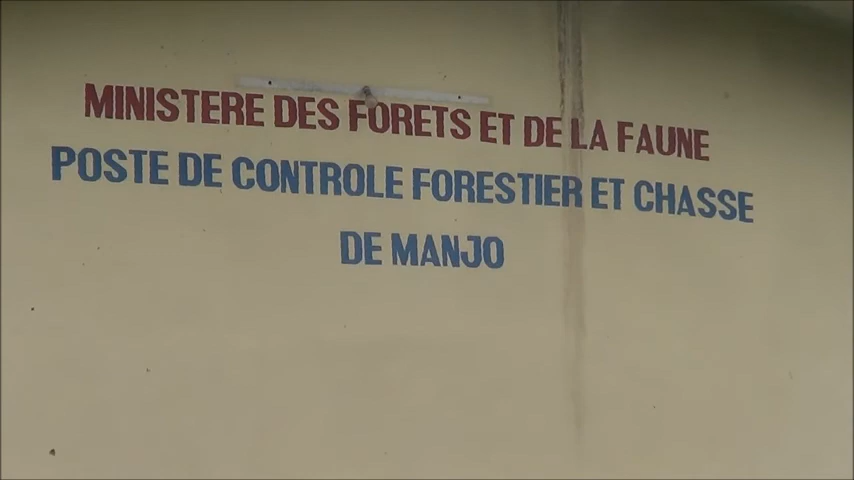 MINISTERE DES FORETS ET DE LA FAUNE
POSTE DE CONTROLE FORESTIER ET CHASSE
DE MANJO